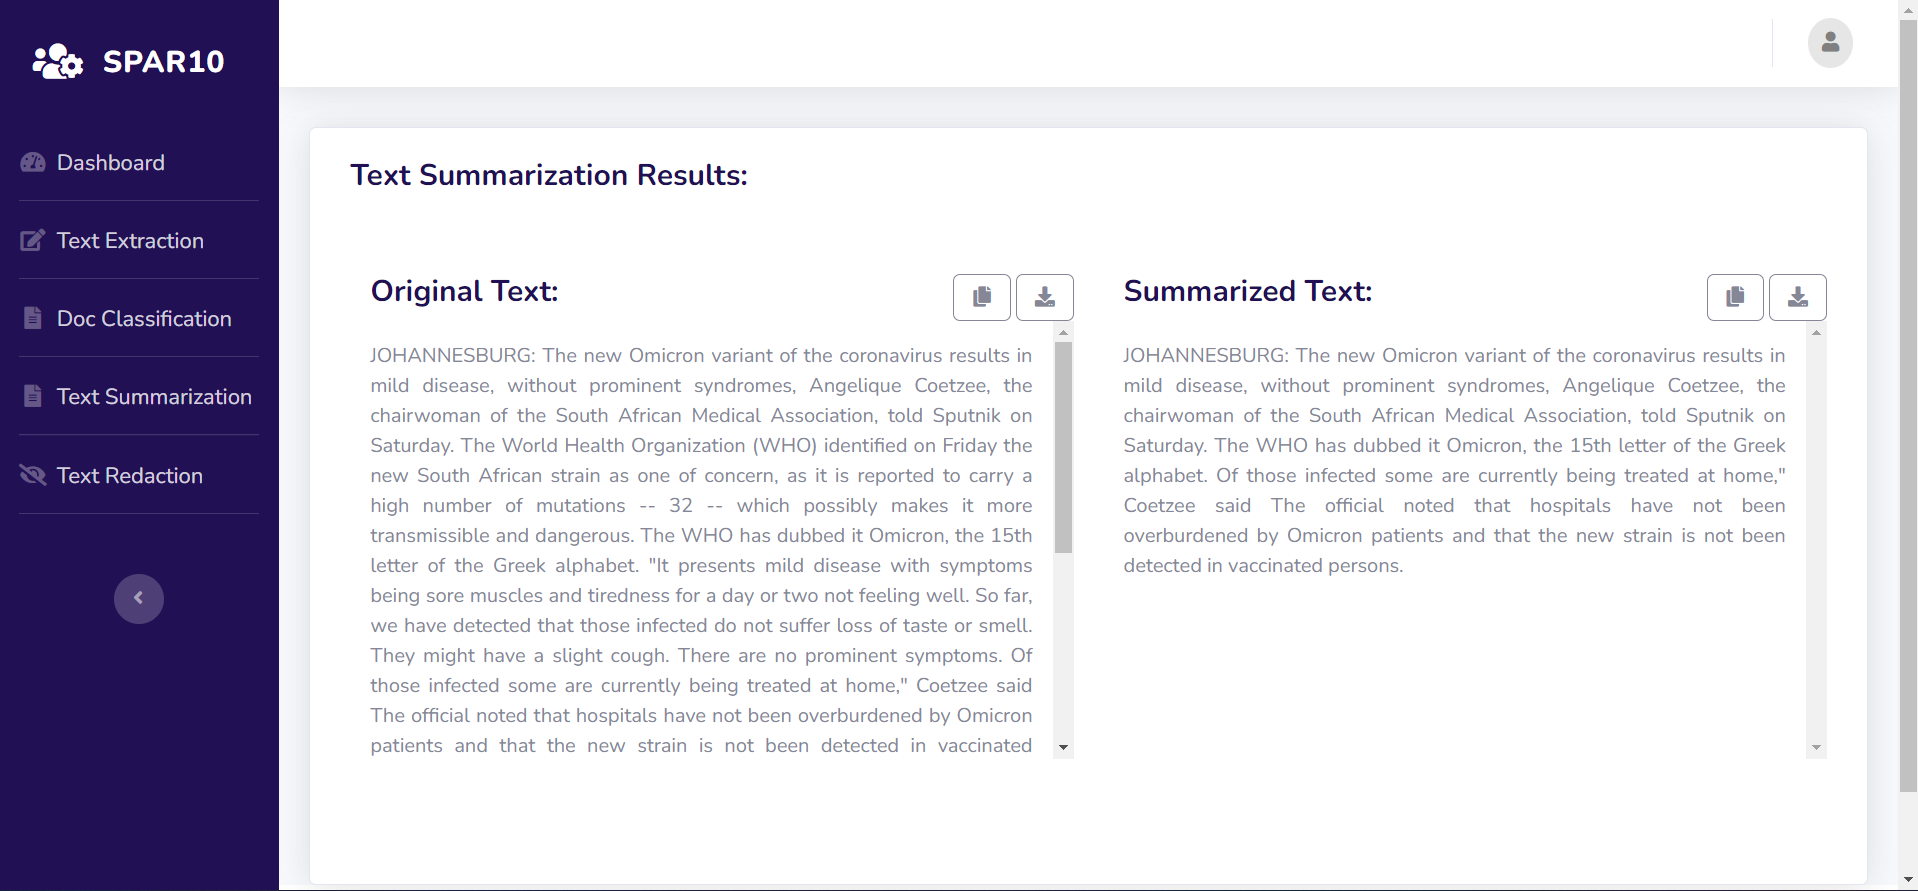 SPAR10
Dashboard
Text Extraction
Doc Classification
Text Summarization
Text Redaction
Text Summarization Results:
Original Text:
JOHANNESBURG: The new Omicron variant of the coronavirus results in
mild disease, without prominent syndromes, Angelique Coetzee, the
chairwoman of the South African Medical Association, told Sputnik on
Saturday. The World Health Organization (WHO) identified on Friday the
new South African strain as one of concern, as it is reported to carry a
high number of mutations -- 32 -- which possibly makes it more
transmissible and dangerous. The WHO has dubbed it Omicron, the 15th
letter of the Greek alphabet. "It presents mild disease with symptoms
being sore muscles and tiredness for a day or two not feeling well. So far,
we have detected that those infected do not suffer loss of taste or smell.
They might have a slight cough. There are no prominent symptoms. Of
those infected some are currently being treated at home," Coetzee said
The official noted that hospitals have not been overburdened by Omicron
patients and that the new strain is not been detected in vaccinated
Summarized Text:
JOHANNESBURG: The new Omicron variant of the coronavirus results in
mild disease, without prominent syndromes, Angelique Coetzee, the
chairwoman of the South African Medical Association, told Sputnik on
Saturday. The WHO has dubbed it Omicron, the 15th letter of the Greek
alphabet. Of those infected some are currently being treated at home,"
Coetzee said The official noted that hospitals have not been
overburdened by Omicron patients and that the new strain is not been
detected in vaccinated persons.